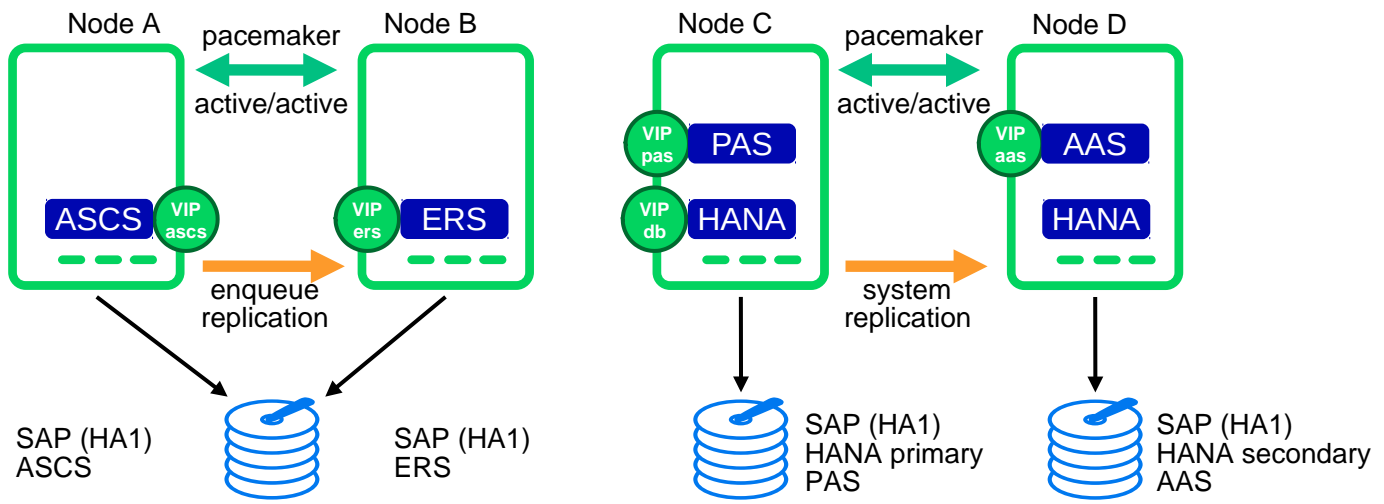 Node A
Node B
pacemaker
active/active
ASCS
VIP
ascs
VIP
ers
ERS
enqueue
replication
SAP (HA1)
ASCS
SAP (HA1)
ERS
Node C
Node D
pacemaker
active/active
VIP
pas
PAS
VIP
aas
AAS
VIP
db
HANA
HANA
system
replication
SAP (HA1)
HANA primary
PAS
SAP (HA1)
HANA secondary
AAS